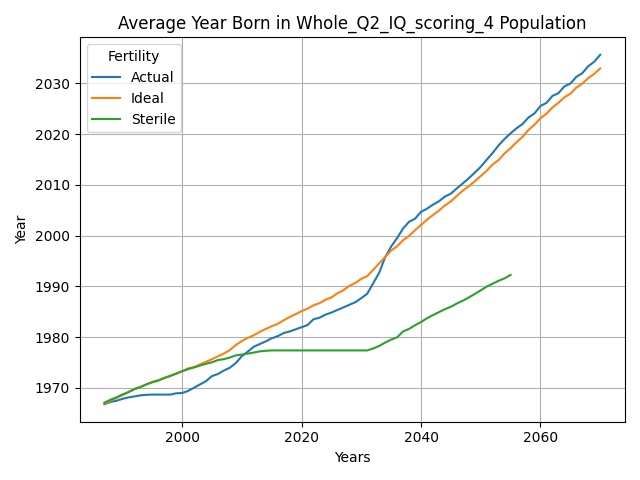 Average Year Born in Whole_Q2_IQ_scoring_4 Population
Fertility
Actual
Ideal
Sterile
2030
2020
2010
2000
1990
1980
1970
Year
2000
2020
2040
2060
Years